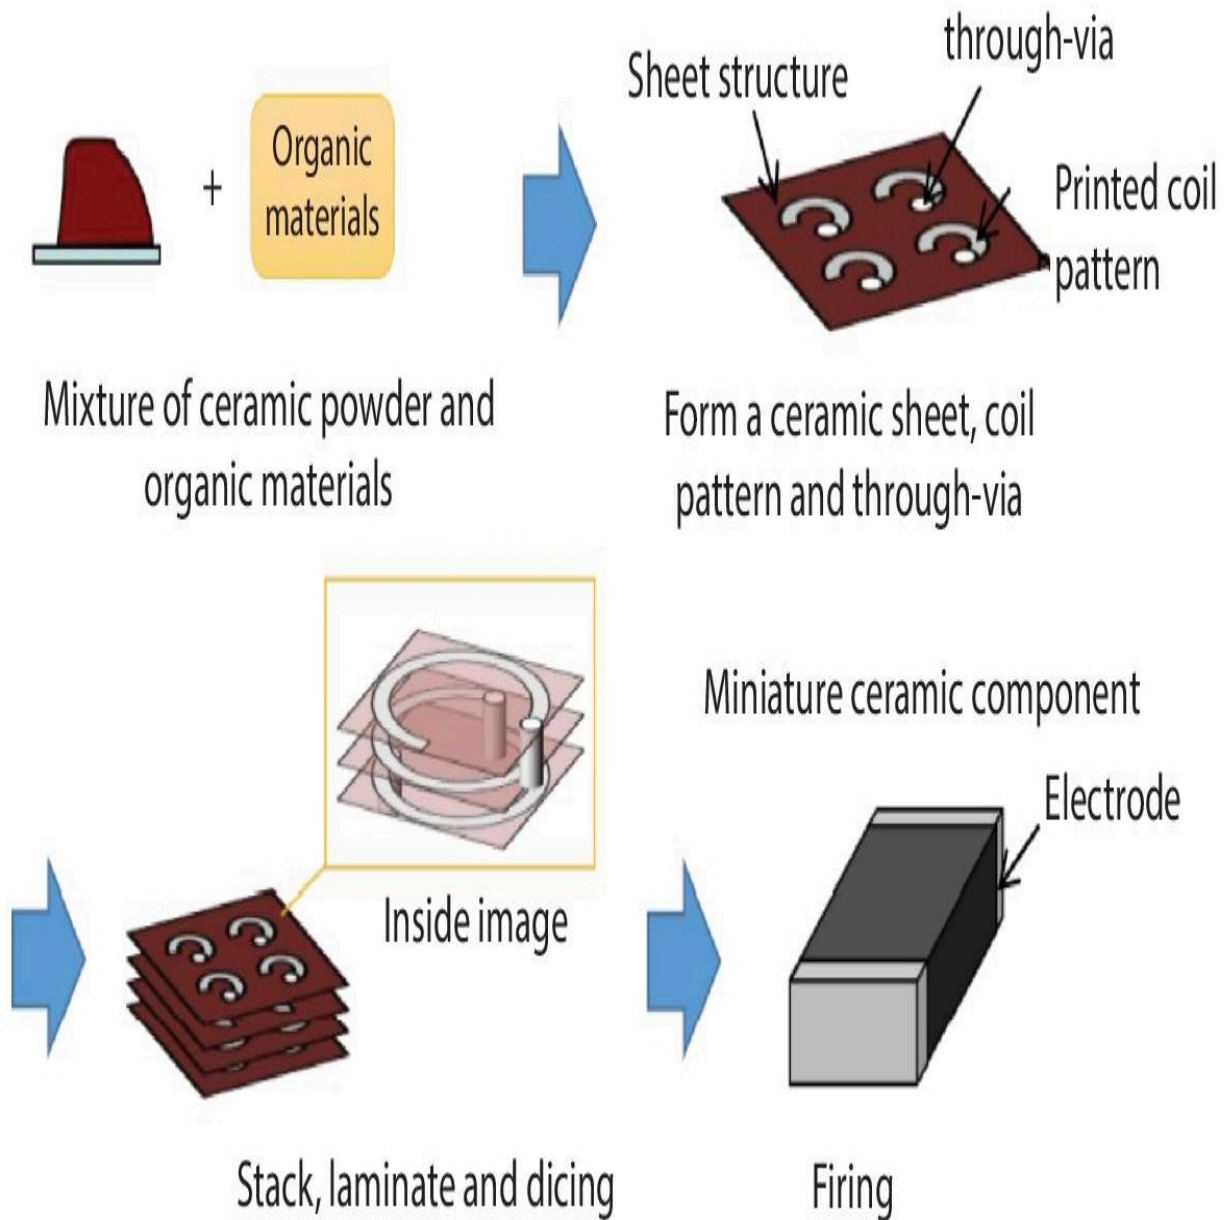 through-via
Sheet structure
Organic
materials
+
Printed coil
pattern
Mixture of ceramic powder and
organic materials
Form a ceramic sheet, coil
pattern and through-via
Inside image
Stack, laminate and dicing
Miniature ceramic component
Electrode
Firing